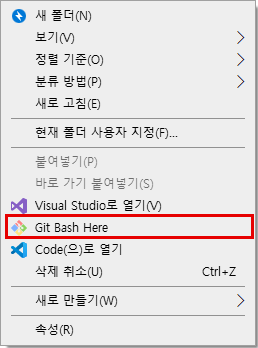 새 폴더(N)
보기(V)
정렬 기준(O)
분류 방법(P)
새로 고침(E)
현재 폴더 사용자 지정(F)...
붙여넣기(P)
바로 가기 붙여넣기(S)
Visual Studio로 열기(V)
Git Bash Here
Code(으)로 열기
삭제 취소(U) Ctrl+Z
새로 만들기(W)
속성(R)